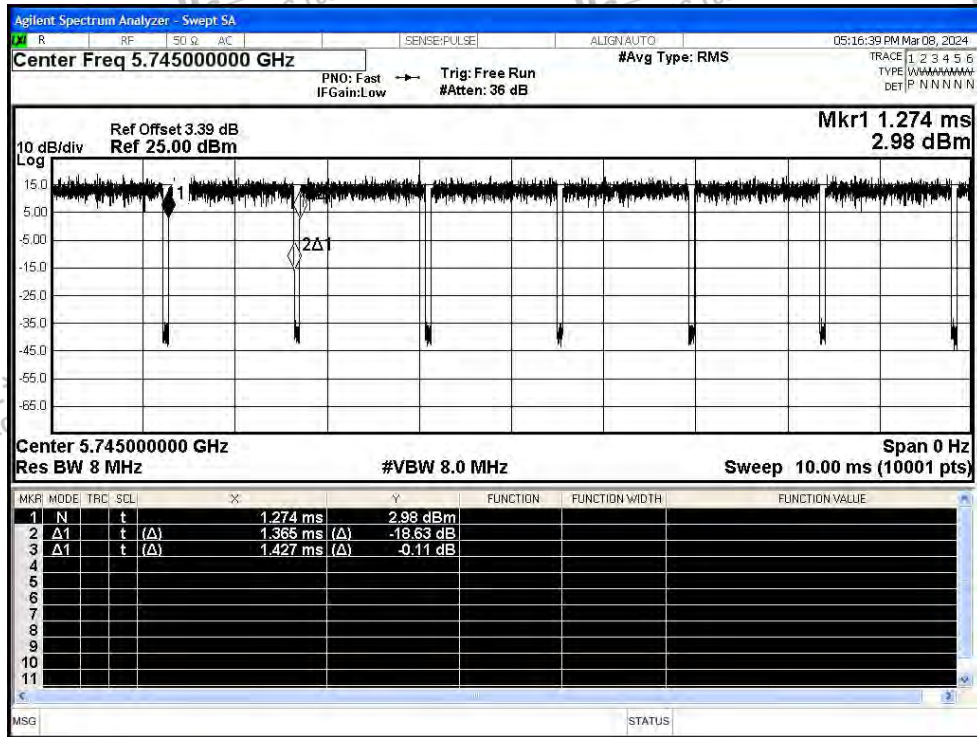 Agilent Spectrum Analyzer - Swept SA
LXI R RF 50 Ω AC SENSE:PULSE ALIGN AUTO 05:16:39 PM Mar 08, 2024
Center Freq 5.745000000 GHz #Avg Type: RMS TRACE 1 2 3 4 5 6
PNO: Fast Trig: Free Run TYPE WWWWWW
IFGain:Low #Atten: 36 dB DET P N N N N N
Mkr1 1.274 ms
Ref Offset 3.39 dB
10 dB/div Ref 25.00 dBm 2.98 dBm
Log
15.0
1
5.00
-5.00
2Δ1
-15.0
-25.0
-35.0
-45.0
-55.0
-65.0
Center 5.745000000 GHz Span 0 Hz
Res BW 8 MHz #VBW 8.0 MHz Sweep 10.00 ms (10001 pts)
MKR MODE TRC SCL X Y FUNCTION FUNCTION WIDTH FUNCTION VALUE
1 N t 1.274 ms 2.98 dBm
2 Δ1 t (Δ) 1.365 ms (Δ) -18.63 dB
3 Δ1 t (Δ) 1.427 ms (Δ) -0.11 dB
4
5
6
7
8
9
10
11
MSG STATUS